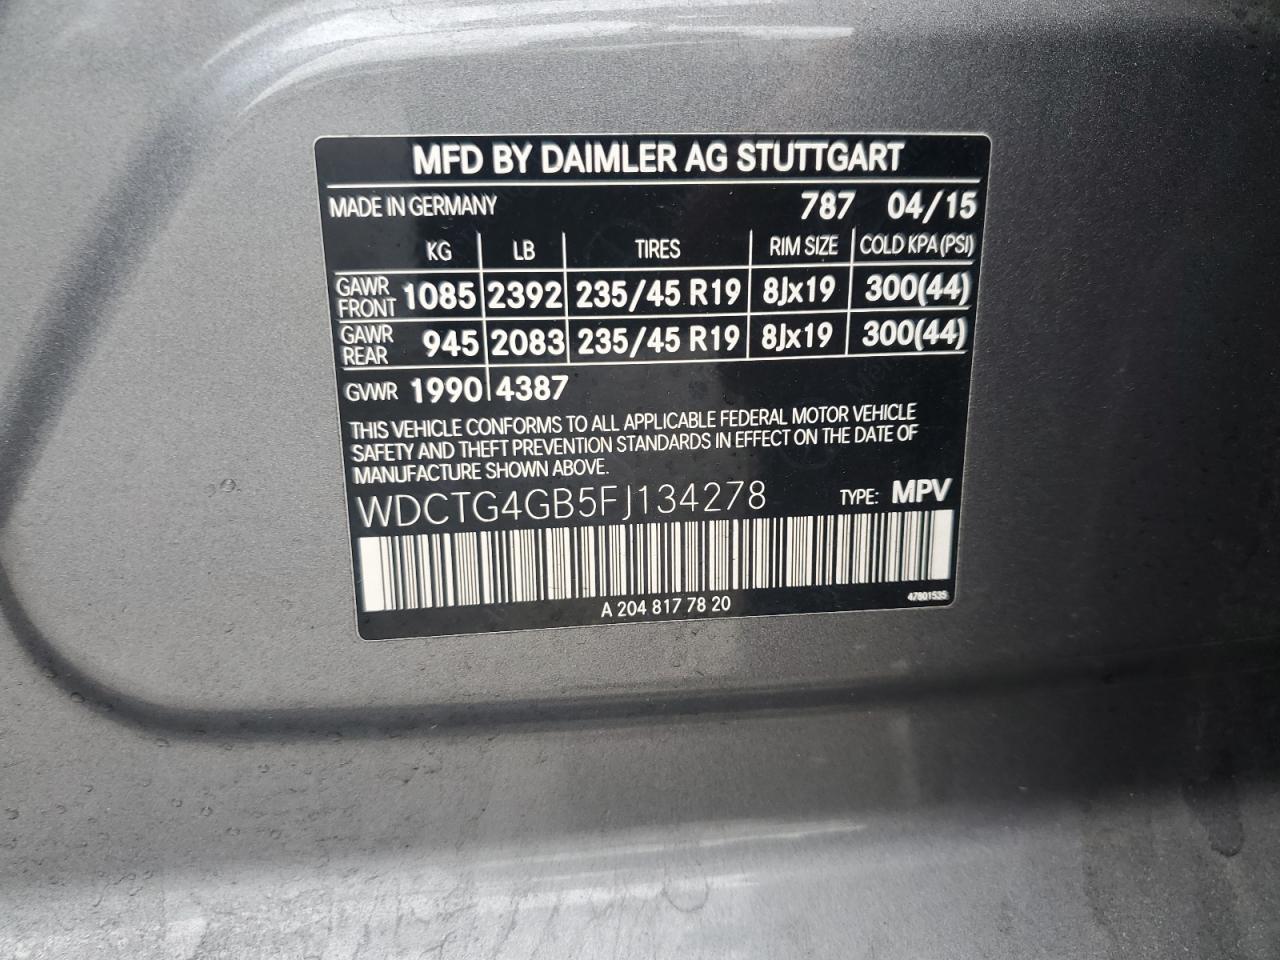 MFD BY DAIMLER AG STUTTGART
MADE IN GERMANY 787 04/15
KG LB TIRES RIM SIZE COLD KPA (PSI)
GAWR FRONT 1085 2392 235/45 R19 8Jx19 300(44)
GAWR REAR 945 2083 235/45 R19 8Jx19 300(44)
GVWR 1990 4387
THIS VEHICLE CONFORMS TO ALL APPLICABLE FEDERAL MOTOR VEHICLE
SAFETY AND THEFT PREVENTION STANDARDS IN EFFECT ON THE DATE OF
MANUFACTURE SHOWN ABOVE.
WDCTG4GB5FJ134278 TYPE: MPV
A 204 817 78 20 47801535